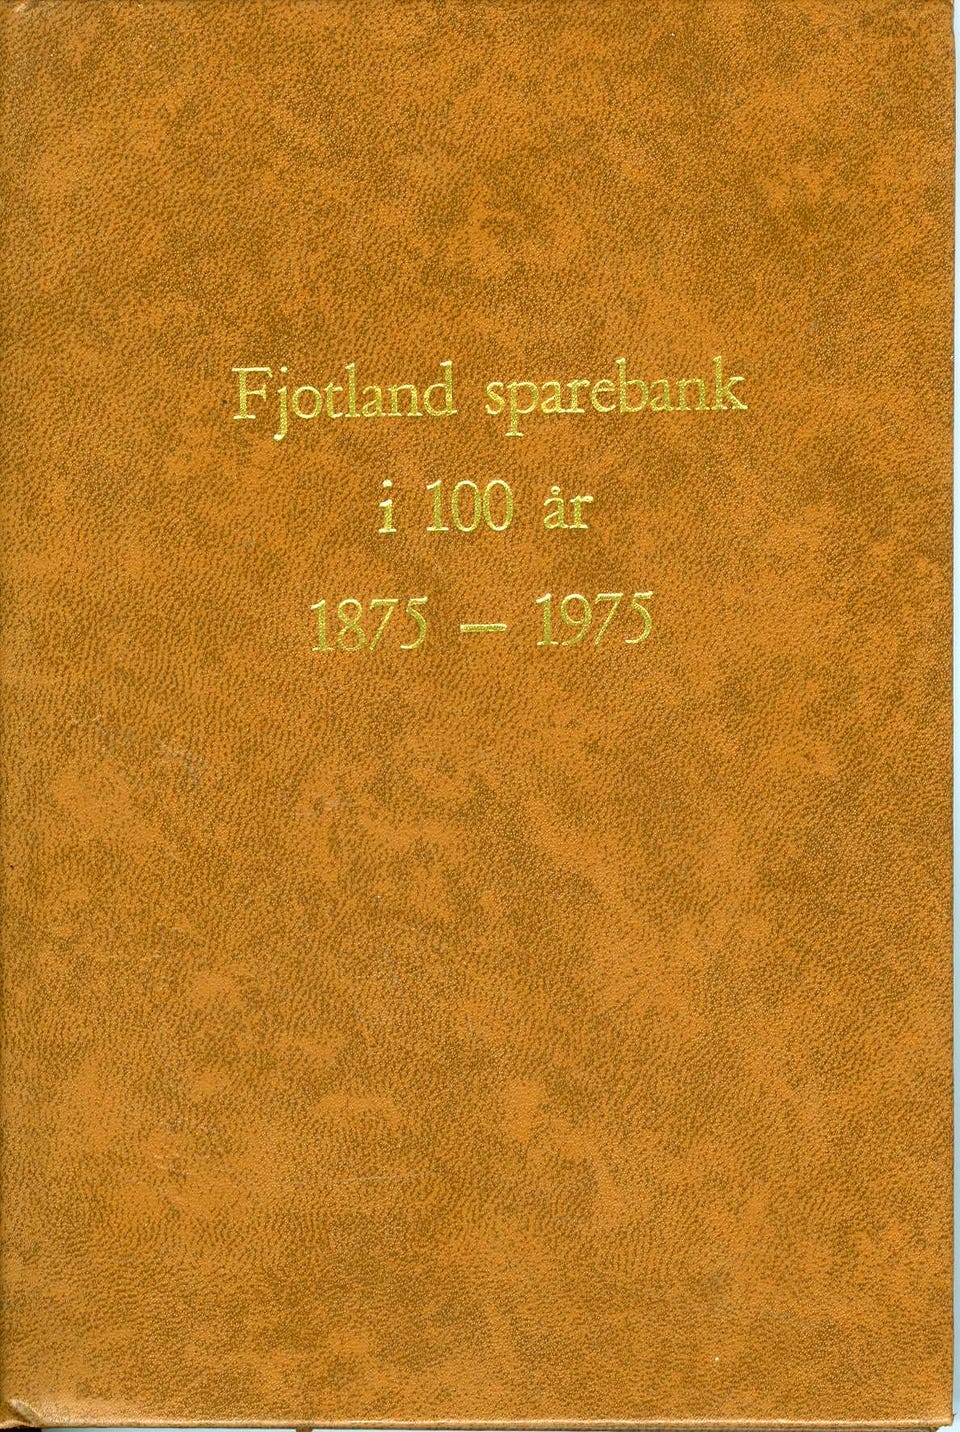 Fjotland sparebank
i 100 år
1875 – 1975